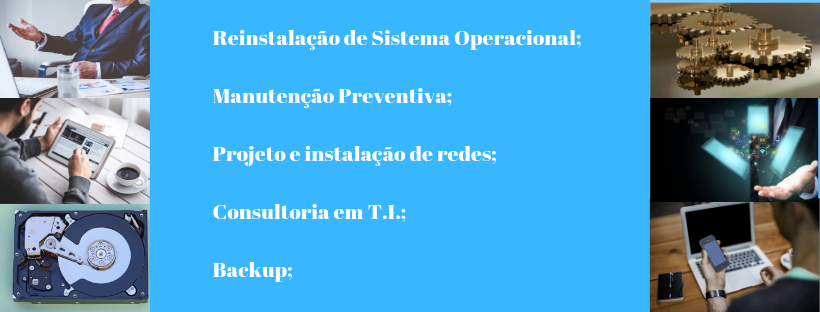 Reinstalação de Sistema Operacional;
Manutenção Preventiva;
Projeto e instalação de redes;
Consultoria em T.I.;
Backup;